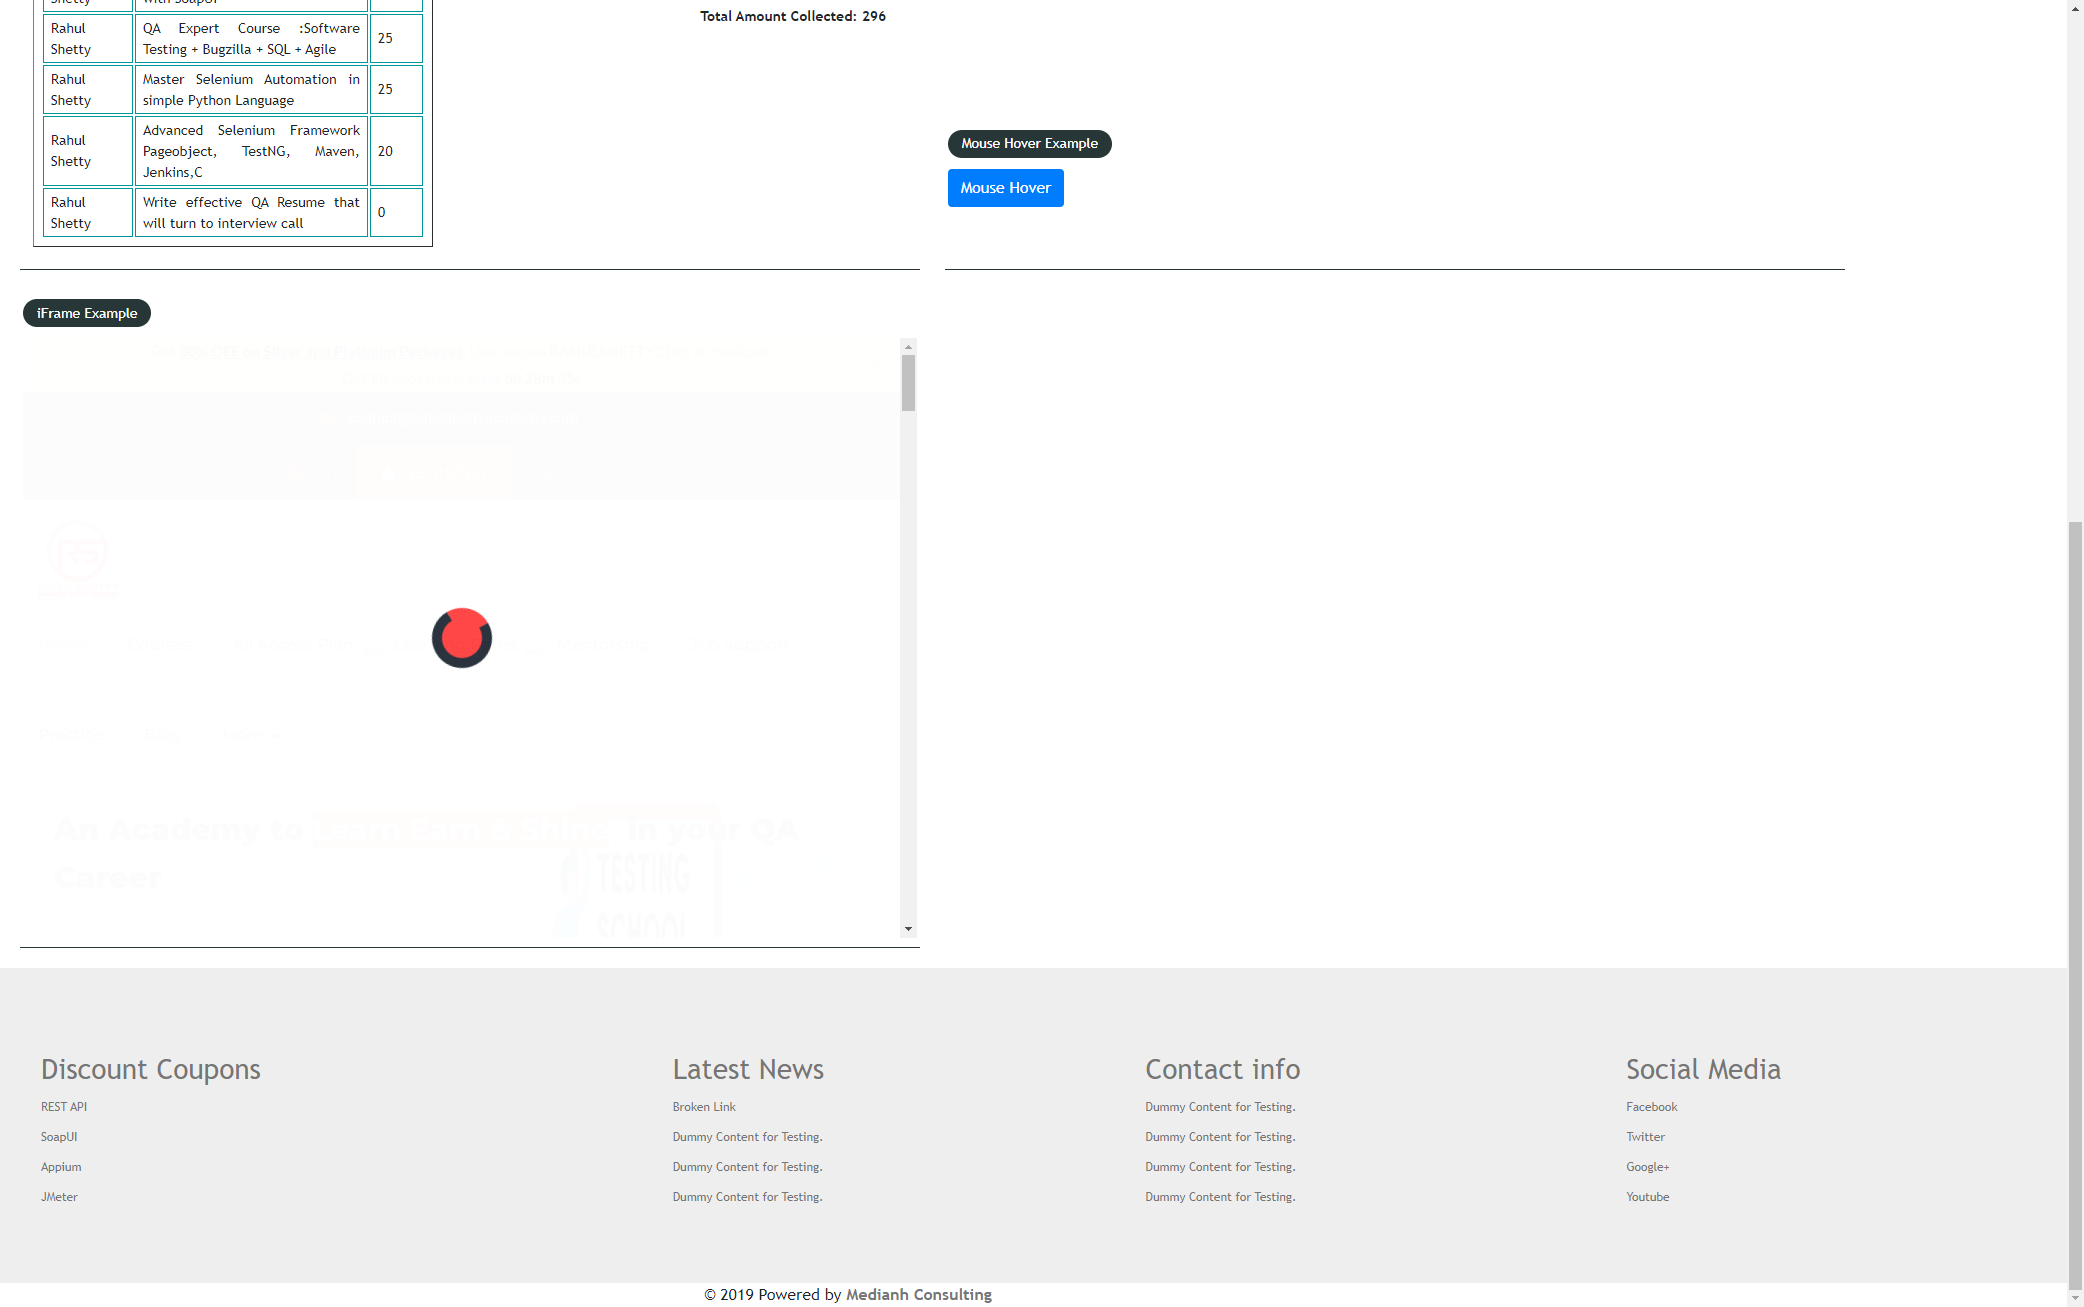 Total Amount Collected: 296
Rahul Shetty
QA Expert Course :Software Testing + Bugzilla + SQL + Agile
25
Rahul Shetty
Master Selenium Automation in simple Python Language
25
Rahul Shetty
Advanced Selenium Framework Pageobject, TestNG, Maven, Jenkins,C
20
Rahul Shetty
Write effective QA Resume that will turn to interview call
0
Mouse Hover Example
Mouse Hover
iFrame Example
An Academy to Learn Earn & Shine in your QA
Career
TESTING
SCHOOL
Discount Coupons
REST API
SoapUI
Appium
JMeter
Latest News
Broken Link
Dummy Content for Testing.
Dummy Content for Testing.
Dummy Content for Testing.
Contact info
Dummy Content for Testing.
Dummy Content for Testing.
Dummy Content for Testing.
Dummy Content for Testing.
Social Media
Facebook
Twitter
Google+
Youtube
© 2019 Powered by Medianh Consulting